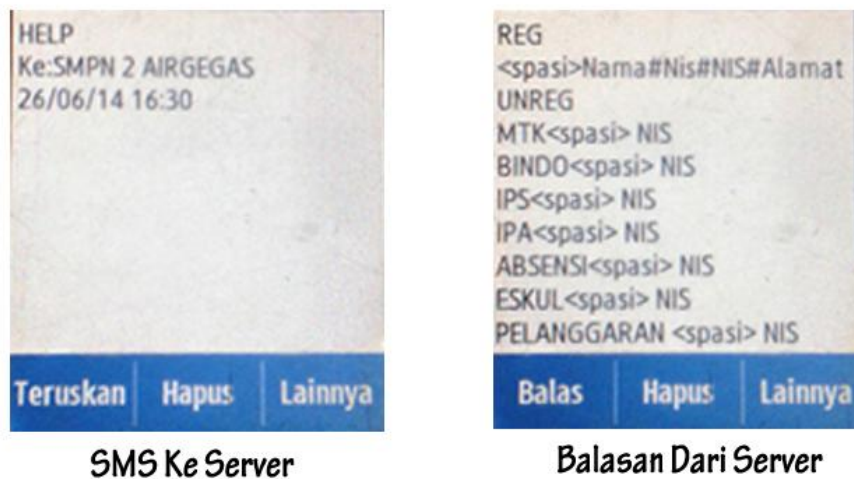 HELP
Ke:SMPN 2 AIRGEGAS
26/06/14 16:30
Teruskan Hapus Lainnya
SMS Ke Server
REG
<spasi>Nama#Nis#NIS#Alamat
UNREG
MTK<spasi> NIS
BINDO<spasi> NIS
IPS<spasi> NIS
IPA<spasi> NIS
ABSENSI<spasi> NIS
ESKUL<spasi> NIS
PELANGGARAN <spasi> NIS
Balas Hapus Lainnya
Balasan Dari Server